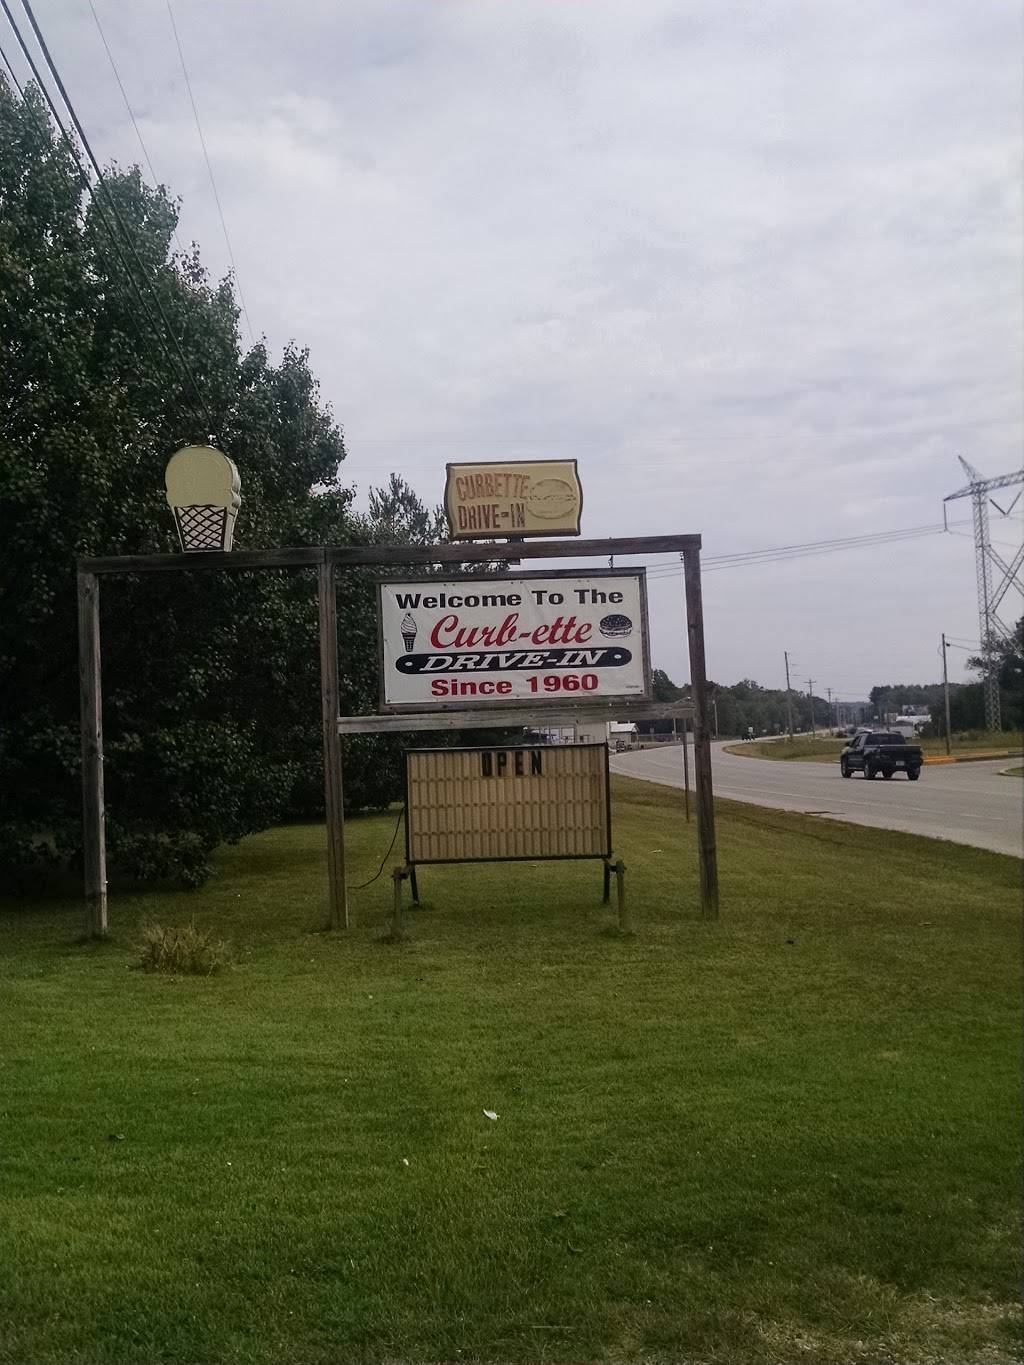 CURBETTE
DRIVE-IN
Welcome To The
Curb-ette
• DRIVE-IN •
Since 1960
OPEN